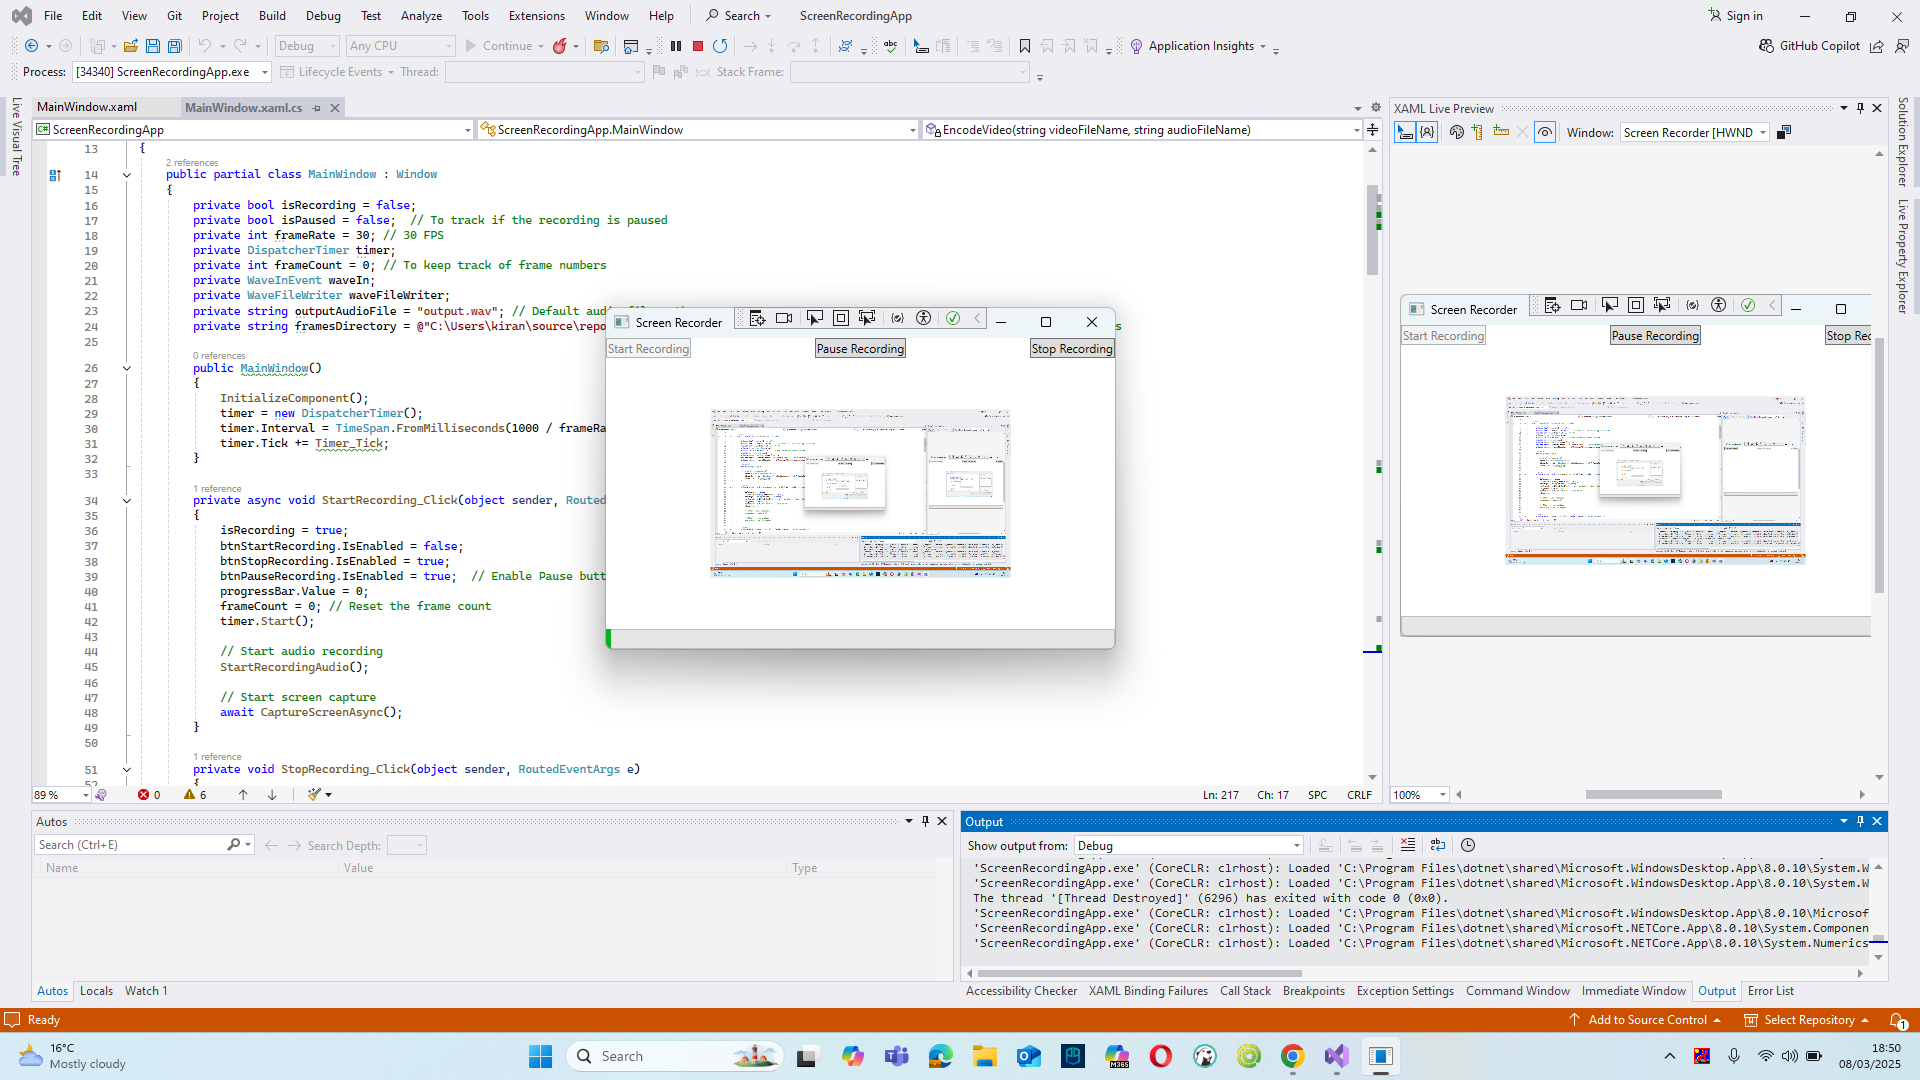 File Edit View Git Project Build Debug Test Analyze Tools Extensions Window Help Search ScreenRecordingApp Sign in
Debug Any CPU Continue Application Insights GitHub Copilot
Process: [34340] ScreenRecordingApp.exe Lifecycle Events Thread: Stack Frame:
Live Visual Tree
MainWindow.xaml MainWindow.xaml.cs
ScreenRecordingApp ScreenRecordingApp.MainWindow EncodeVideo(string videoFileName, string audioFileName)
13 {
2 references
14 public partial class MainWindow : Window
15 {
16 private bool isRecording = false;
17 private bool isPaused = false; // To track if the recording is paused
18 private int frameRate = 30; // 30 FPS
19 private DispatcherTimer timer;
20 private int frameCount = 0; // To keep track of frame numbers
21 private WaveInEvent waveIn;
22 private WaveFileWriter waveFileWriter;
23 private string outputAudioFile = "output.wav"; // Default aud
24 private string framesDirectory = @"C:\Users\kiran\source\repo
25
0 references
26 public MainWindow()
27 {
28 InitializeComponent();
29 timer = new DispatcherTimer();
30 timer.Interval = TimeSpan.FromMilliseconds(1000 / frameRa
31 timer.Tick += Timer_Tick;
32 }
33
1 reference
34 private async void StartRecording_Click(object sender, Routed
35 {
36 isRecording = true;
37 btnStartRecording.IsEnabled = false;
38 btnStopRecording.IsEnabled = true;
39 btnPauseRecording.IsEnabled = true; // Enable Pause butt
40 progressBar.Value = 0;
41 frameCount = 0; // Reset the frame count
42 timer.Start();
43
44 // Start audio recording
45 StartRecordingAudio();
46
47 // Start screen capture
48 await CaptureScreenAsync();
49 }
50
1 reference
51 private void StopRecording_Click(object sender, RoutedEventArgs e)
52 {
89 % 0 6 Ln: 217 Ch: 17 SPC CRLF
Screen Recorder
Start Recording Pause Recording Stop Recording
XAML Live Preview
Window: Screen Recorder [HWND
Screen Recorder
Start Recording Pause Recording Stop Rec
100%
Solution Explorer
Live Property Explorer
Autos
Search (Ctrl+E) Search Depth:
Name Value Type
Autos Locals Watch 1
Output
Show output from: Debug
'ScreenRecordingApp.exe' (CoreCLR: clrhost): Loaded 'C:\Program Files\dotnet\shared\Microsoft.WindowsDesktop.App\8.0.10\System.W
'ScreenRecordingApp.exe' (CoreCLR: clrhost): Loaded 'C:\Program Files\dotnet\shared\Microsoft.WindowsDesktop.App\8.0.10\System.W
The thread '[Thread Destroyed]' (6296) has exited with code 0 (0x0).
'ScreenRecordingApp.exe' (CoreCLR: clrhost): Loaded 'C:\Program Files\dotnet\shared\Microsoft.WindowsDesktop.App\8.0.10\Microsof
'ScreenRecordingApp.exe' (CoreCLR: clrhost): Loaded 'C:\Program Files\dotnet\shared\Microsoft.NETCore.App\8.0.10\System.Componen
'ScreenRecordingApp.exe' (CoreCLR: clrhost): Loaded 'C:\Program Files\dotnet\shared\Microsoft.NETCore.App\8.0.10\System.Numerics
Accessibility Checker XAML Binding Failures Call Stack Breakpoints Exception Settings Command Window Immediate Window Output Error List
Ready Add to Source Control Select Repository 1
16°C
Mostly cloudy
Search
18:50
08/03/2025